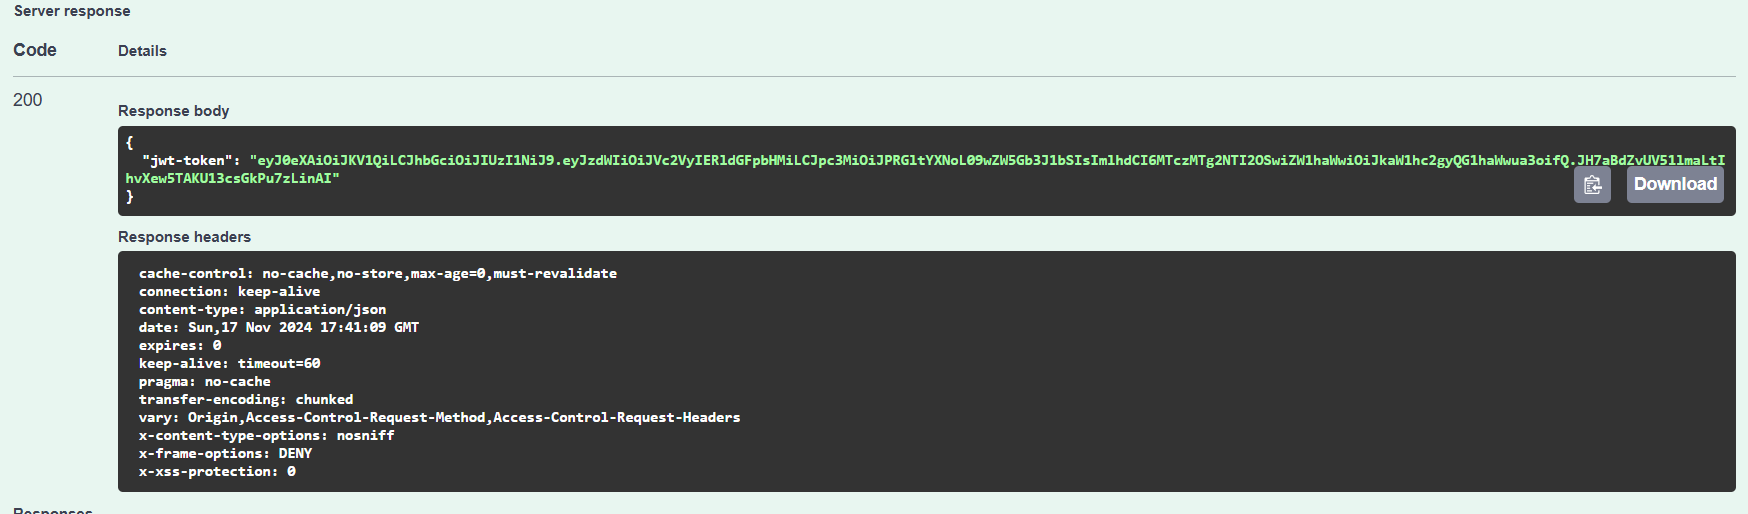 Server response
Code Details
200
Response body
{
"jwt-token": "eyJ0eXAiOiJKV1QiLCJhbGciOiJIUzI1NiJ9.eyJzdWIiOiJVc2VyIERldGFpbHMiLCJpc3MiOiJPRG1tYXNoL09wZW5Gb3J1bSIsImlhdCI6MTczMTg2NTI2OSwiZW1haWwiOiJkaW1hc2gyQG1haWwua3oifQ.JH7aBdZvUV51lmaLtI
hvXew5TAKU13csGkPu7zLinAI"
}
Download
Response headers
cache-control: no-cache,no-store,max-age=0,must-revalidate
connection: keep-alive
content-type: application/json
date: Sun,17 Nov 2024 17:41:09 GMT
expires: 0
keep-alive: timeout=60
pragma: no-cache
transfer-encoding: chunked
vary: Origin,Access-Control-Request-Method,Access-Control-Request-Headers
x-content-type-options: nosniff
x-frame-options: DENY
x-xss-protection: 0
Responses